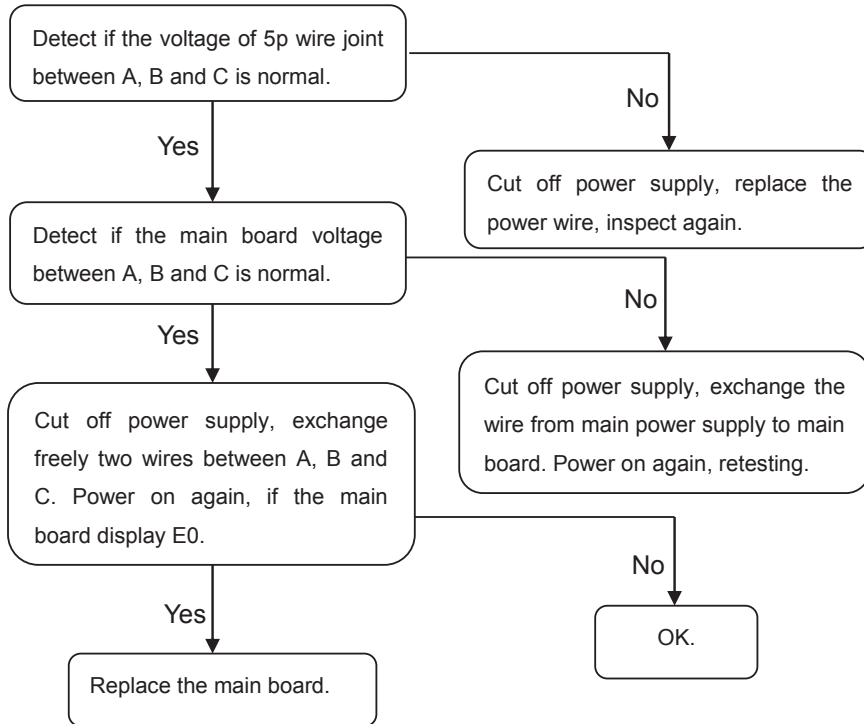 Detect if the voltage of 5p wire joint
between A, B and C is normal.
No
Yes
Cut off power supply, replace the
power wire, inspect again.
Detect if the main board voltage
between A, B and C is normal.
No
Yes
Cut off power supply, exchange the
wire from main power supply to main
board. Power on again, retesting.
Cut off power supply, exchange
freely two wires between A, B and
C. Power on again, if the main
board display E0.
No
Yes
OK.
Replace the main board.